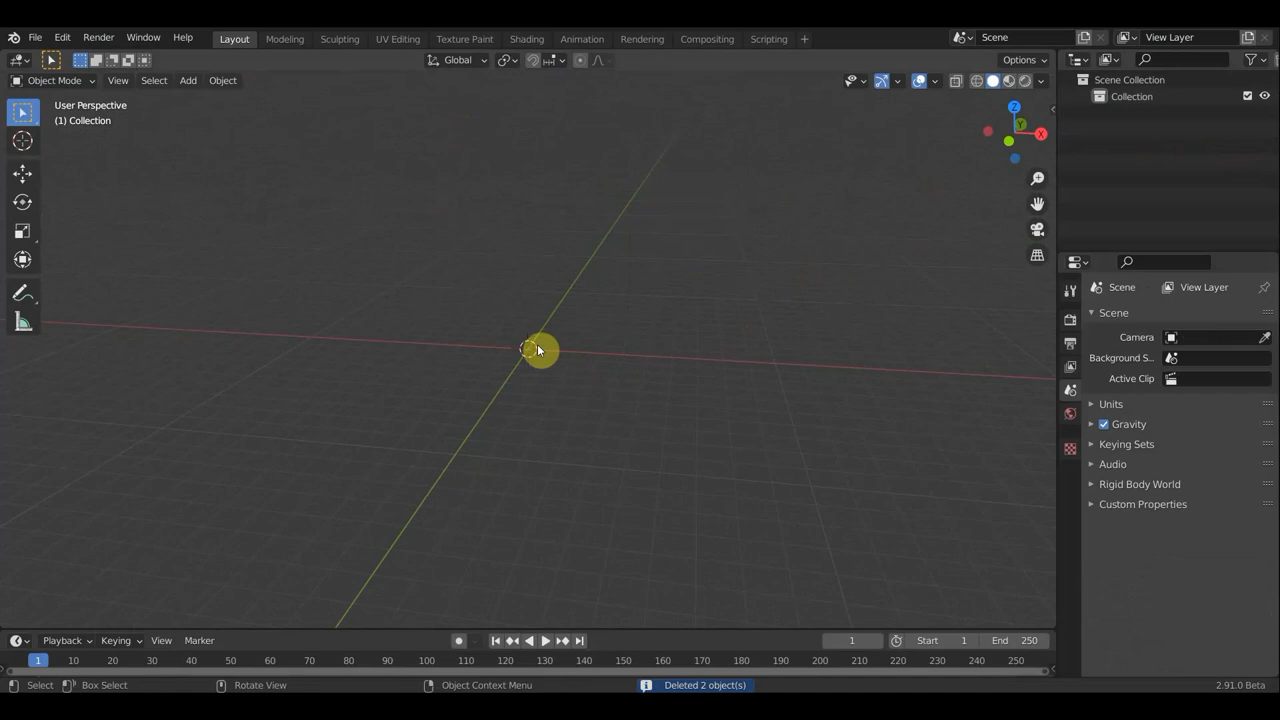 File Edit Render Window Help Layout Modeling Sculpting UV Editing Texture Paint Shading Animation Rendering Compositing Scripting + Scene View Layer
Global Options
Object Mode View Select Add Object
User Perspective
(1) Collection
Z
Y
X
Scene Collection
Collection
Scene View Layer
Scene
Camera
Background S...
Active Clip
Units
Gravity
Keying Sets
Audio
Rigid Body World
Custom Properties
Playback Keying View Marker 1 Start 1 End 250
1 10 20 30 40 50 60 70 80 90 100 110 120 130 140 150 160 170 180 190 200 210 220 230 240 250
Select Box Select Rotate View Object Context Menu Deleted 2 object(s) 2.91.0 Beta